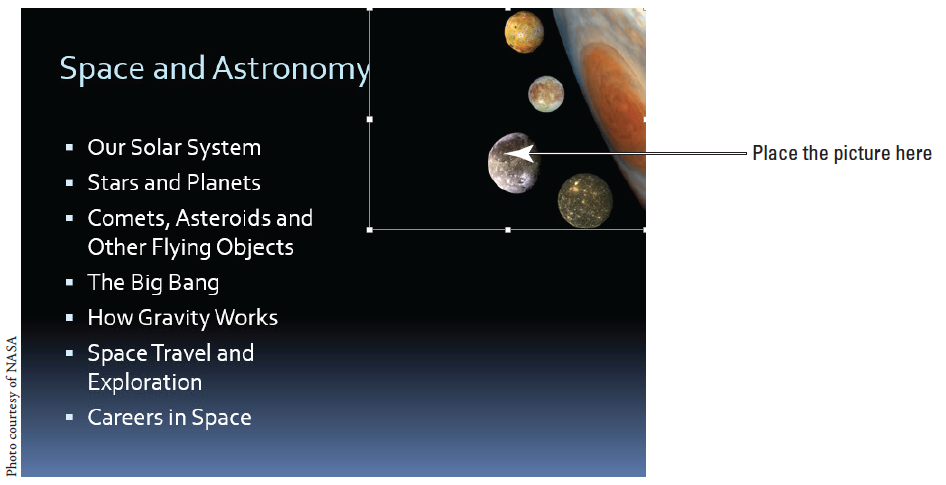 Space and Astronomy
▪ Our Solar System
▪ Stars and Planets
▪ Comets, Asteroids and
Other Flying Objects
▪ The Big Bang
▪ How Gravity Works
▪ Space Travel and
Exploration
▪ Careers in Space
Place the picture here
Photo courtesy of NASA